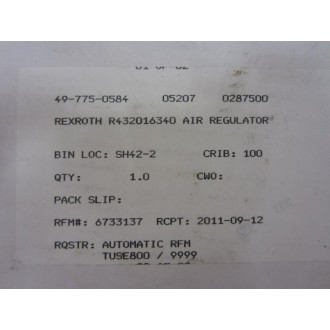 49-775-0584 05207 0287500
REXROTH R432016340 AIR REGULATOR
BIN LOC: SH42-2 CRIB: 100
QTY: 1.0 CWO:
PACK SLIP:
RFM#: 6733137 RCPT: 2011-09-12
RQSTR: AUTOMATIC RFM
TUSE800 / 9999